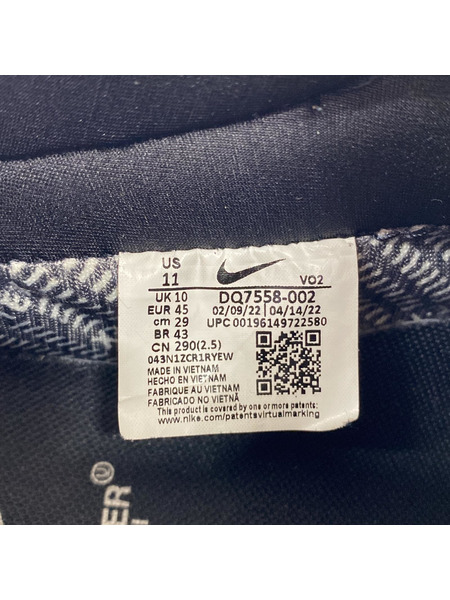 US
11
VO2
UK 10
DQ7558-002
EUR 45
02/09/22 04/14/22
cm 29
UPC 00196149722580
BR 43
CN 290(2.5)
043N1ZCR1RYEW
MADE IN VIETNAM
HECHO EN VIETNAM
FABRIQUE AU VIETNAM
FABRICADO NO VIETNÃ
This product is covered by one or more patents:
www.nike.com/patentsvirtualmarking